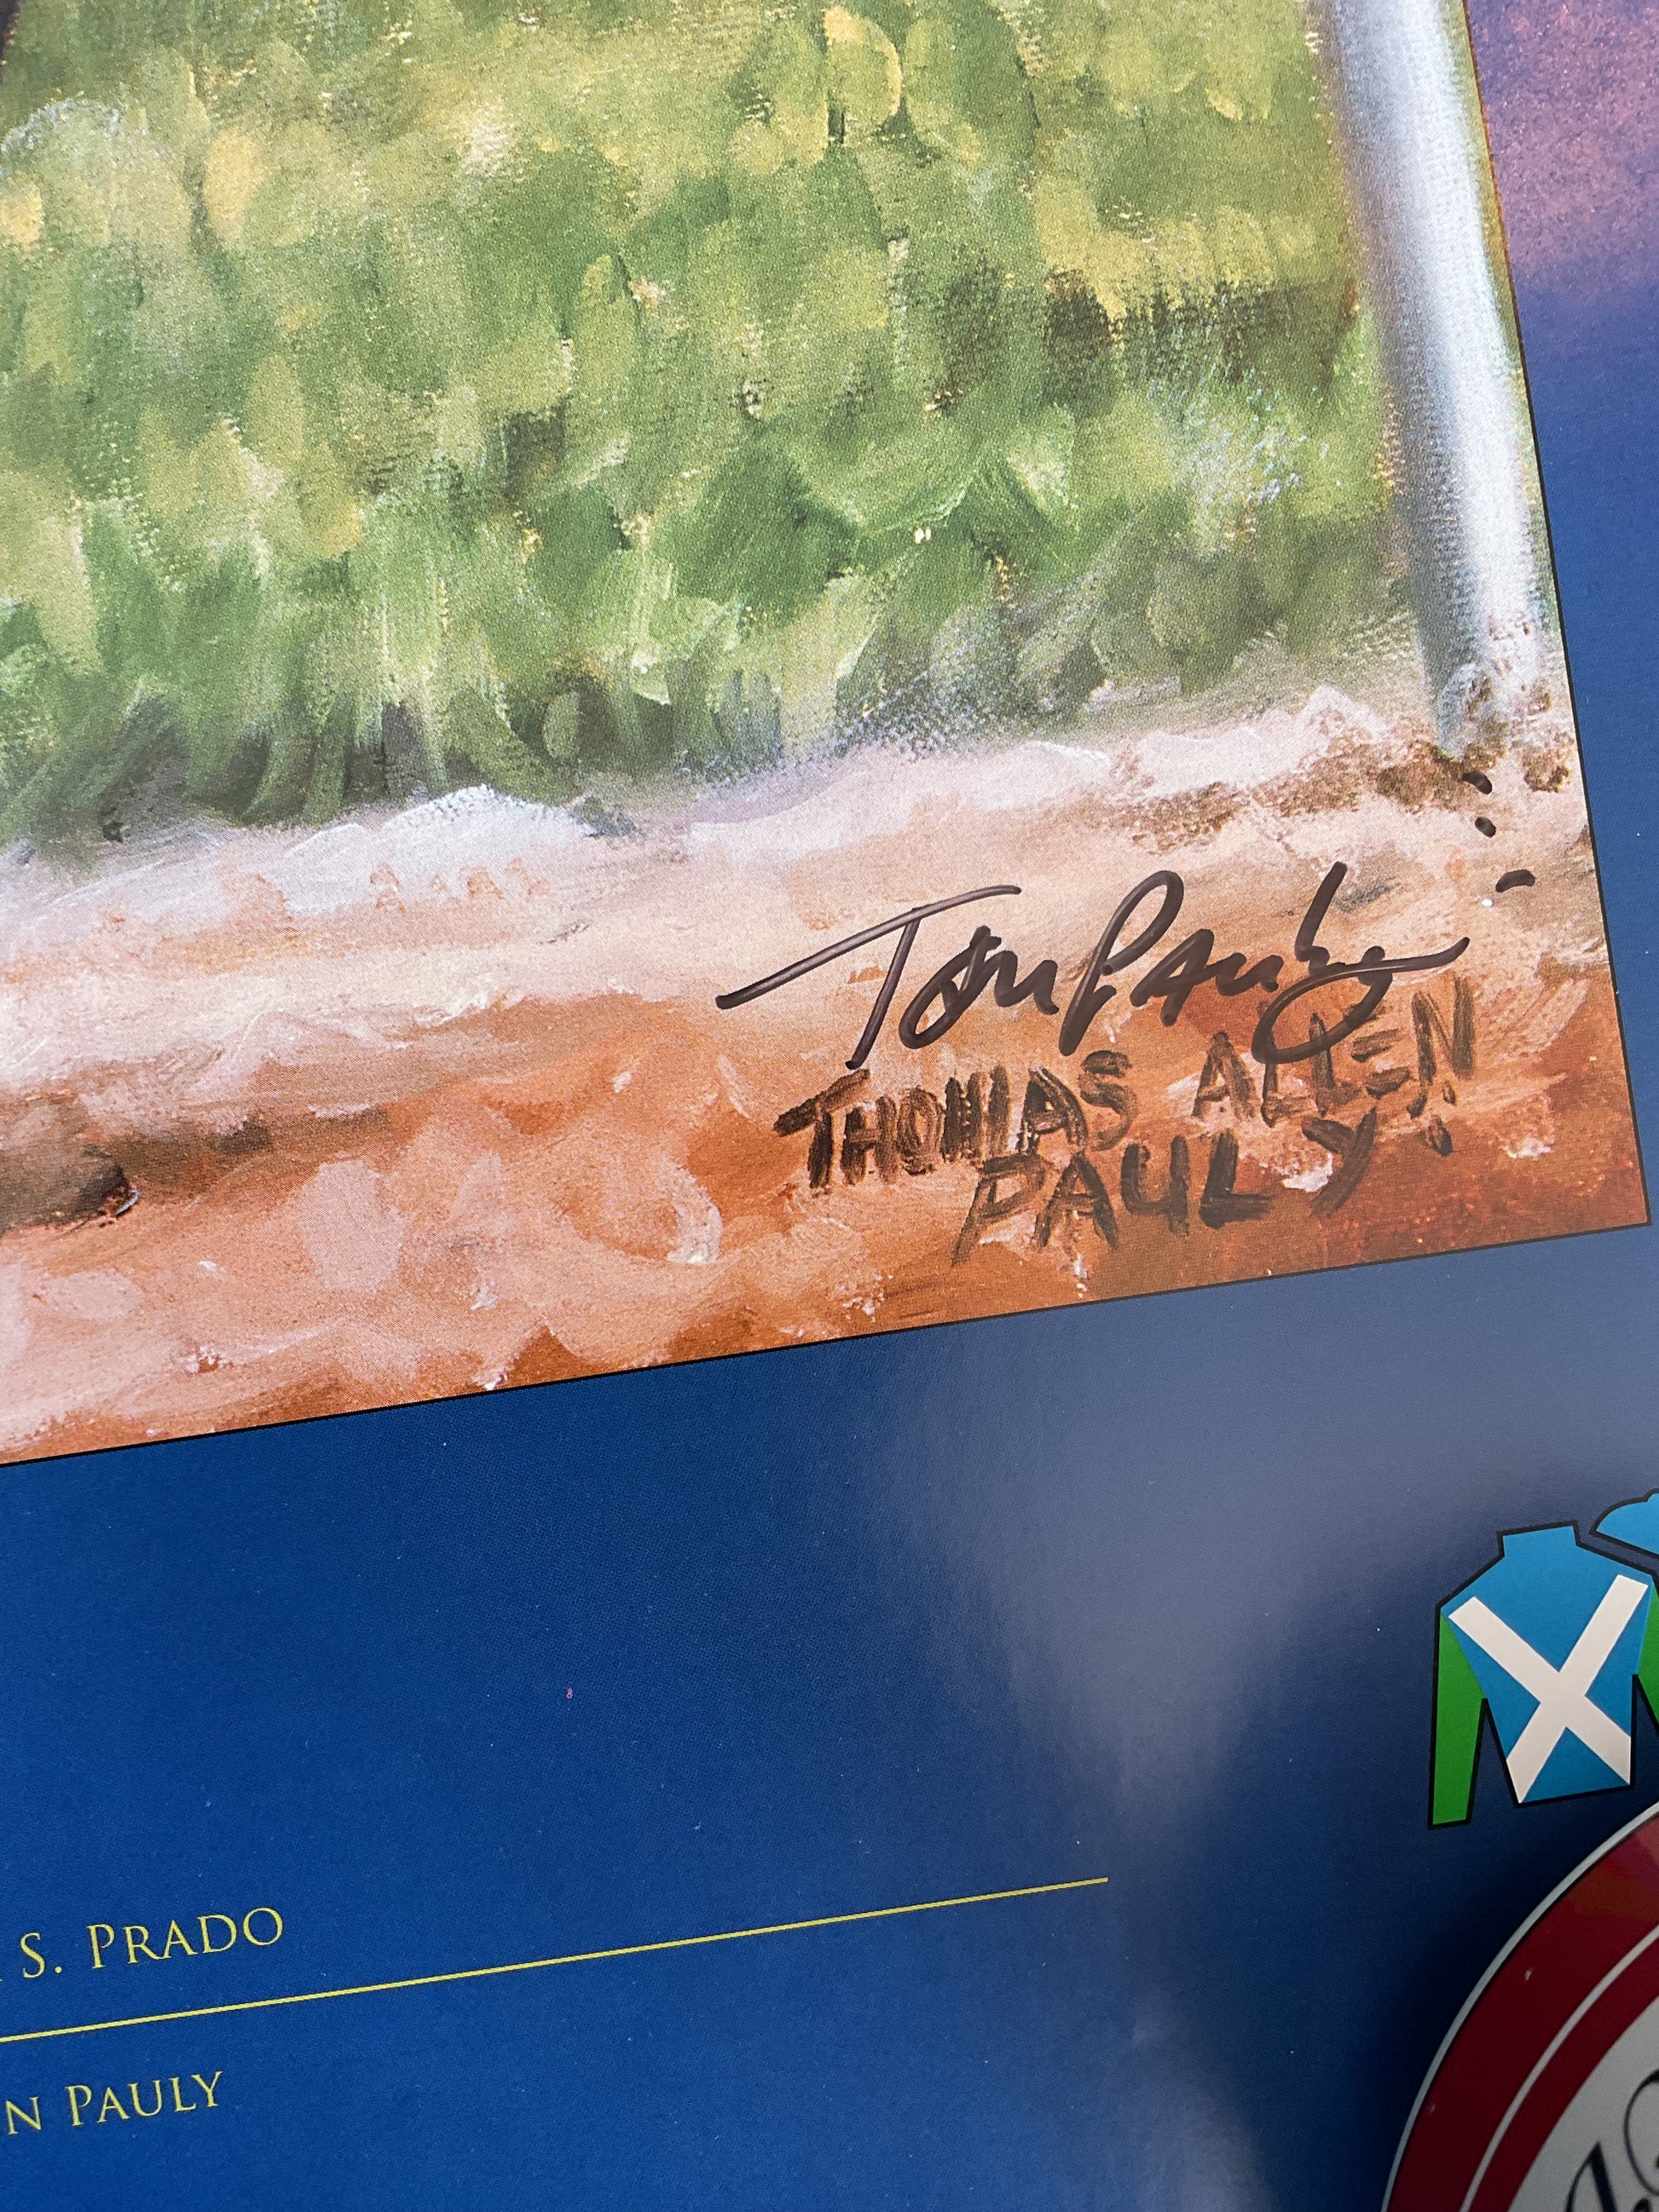 Tom Pauly
THOMAS ALLEN
PAULY
S. PRADO
N PAULY